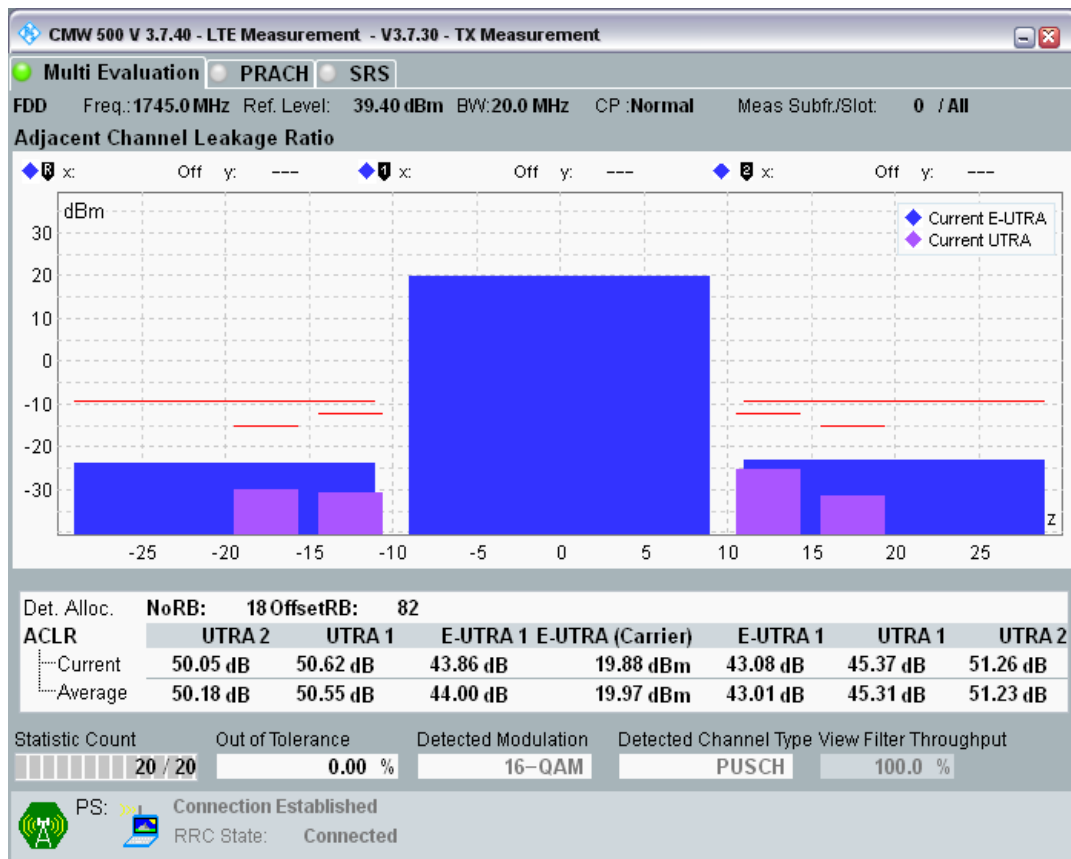 CMW 500 V 3.7.40 - LTE Measurement - V3.7.30 - TX Measurement
Multi Evaluation PRACH SRS
FDD Freq.:1745.0 MHz Ref. Level: 39.40 dBm BW:20.0 MHz CP :Normal Meas Subfr./Slot: 0 / All
Adjacent Channel Leakage Ratio
R x: Off y: --- 1 x: Off y: --- 2 x: Off y: ---
dBm
Current E-UTRA
Current UTRA
30
20
10
0
-10
-20
-30
z
-25 -20 -15 -10 -5 0 5 10 15 20 25
Det. Alloc. NoRB: 18 OffsetRB: 82
ACLR UTRA 2 UTRA 1 E-UTRA 1 E-UTRA (Carrier) E-UTRA 1 UTRA 1 UTRA 2
Current 50.05 dB 50.62 dB 43.86 dB 19.88 dBm 43.08 dB 45.37 dB 51.26 dB
Average 50.18 dB 50.55 dB 44.00 dB 19.97 dBm 43.01 dB 45.31 dB 51.23 dB
Statistic Count Out of Tolerance Detected Modulation Detected Channel Type View Filter Throughput
20 / 20 0.00 % 16-QAM PUSCH 100.0 %
PS: Connection Established
RRC State: Connected